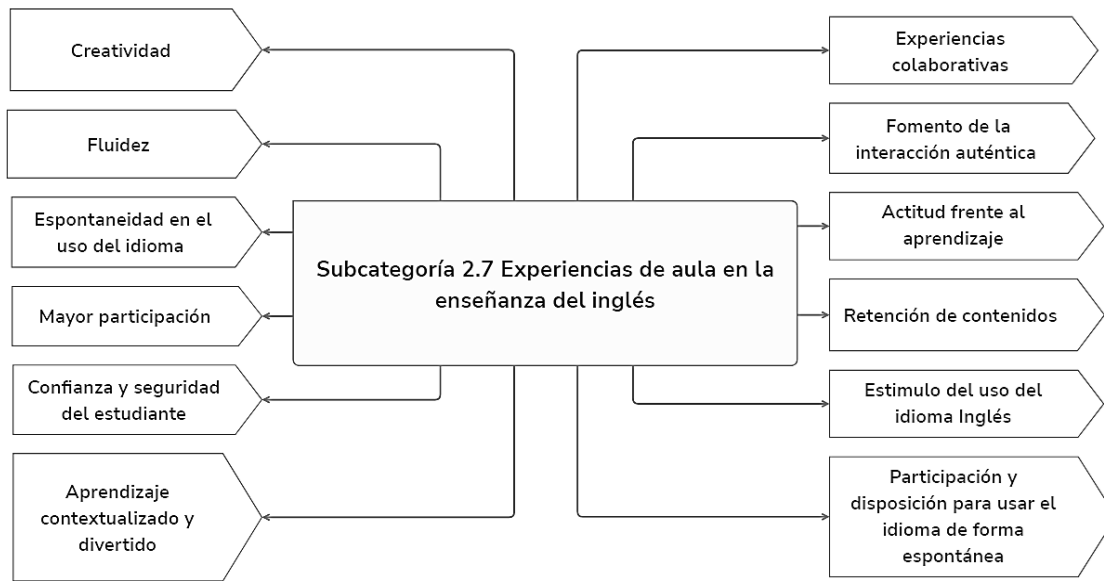 Creatividad
Fluidez
Espontaneidad en el
uso del idioma
Mayor participación
Confianza y seguridad
del estudiante
Aprendizaje
contextualizado y
divertido
Subcategoría 2.7 Experiencias de aula en la
enseñanza del inglés
Experiencias
colaborativas
Fomento de la
interacción auténtica
Actitud frente al
aprendizaje
Retención de contenidos
Estimulo del uso del
idioma Inglés
Participación y
disposición para usar el
idioma de forma
espontánea